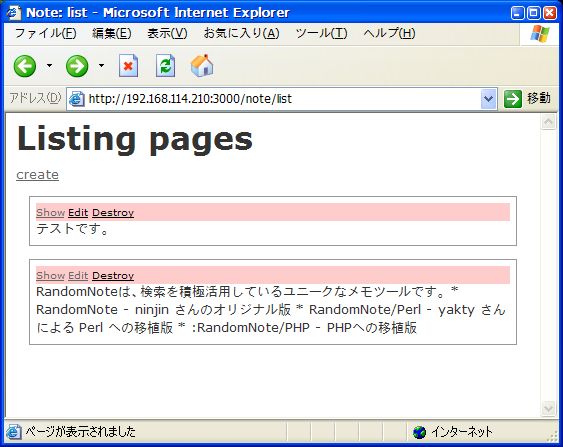 Note: list - Microsoft Internet Explorer
ファイル(F) 編集(E) 表示(V) お気に入り(A) ツール(T) ヘルプ(H)
アドレス(D) http://192.168.114.210:3000/note/list 移動
Listing pages
create
Show Edit Destroy
テストです。
Show Edit Destroy
RandomNoteは、検索を積極活用しているユニークなメモツールです。 *
RandomNote - ninjin さんのオリジナル版 * RandomNote/Perl - yakty さん
による Perl への移植版 * :RandomNote/PHP - PHPへの移植版
ページが表示されました インターネット